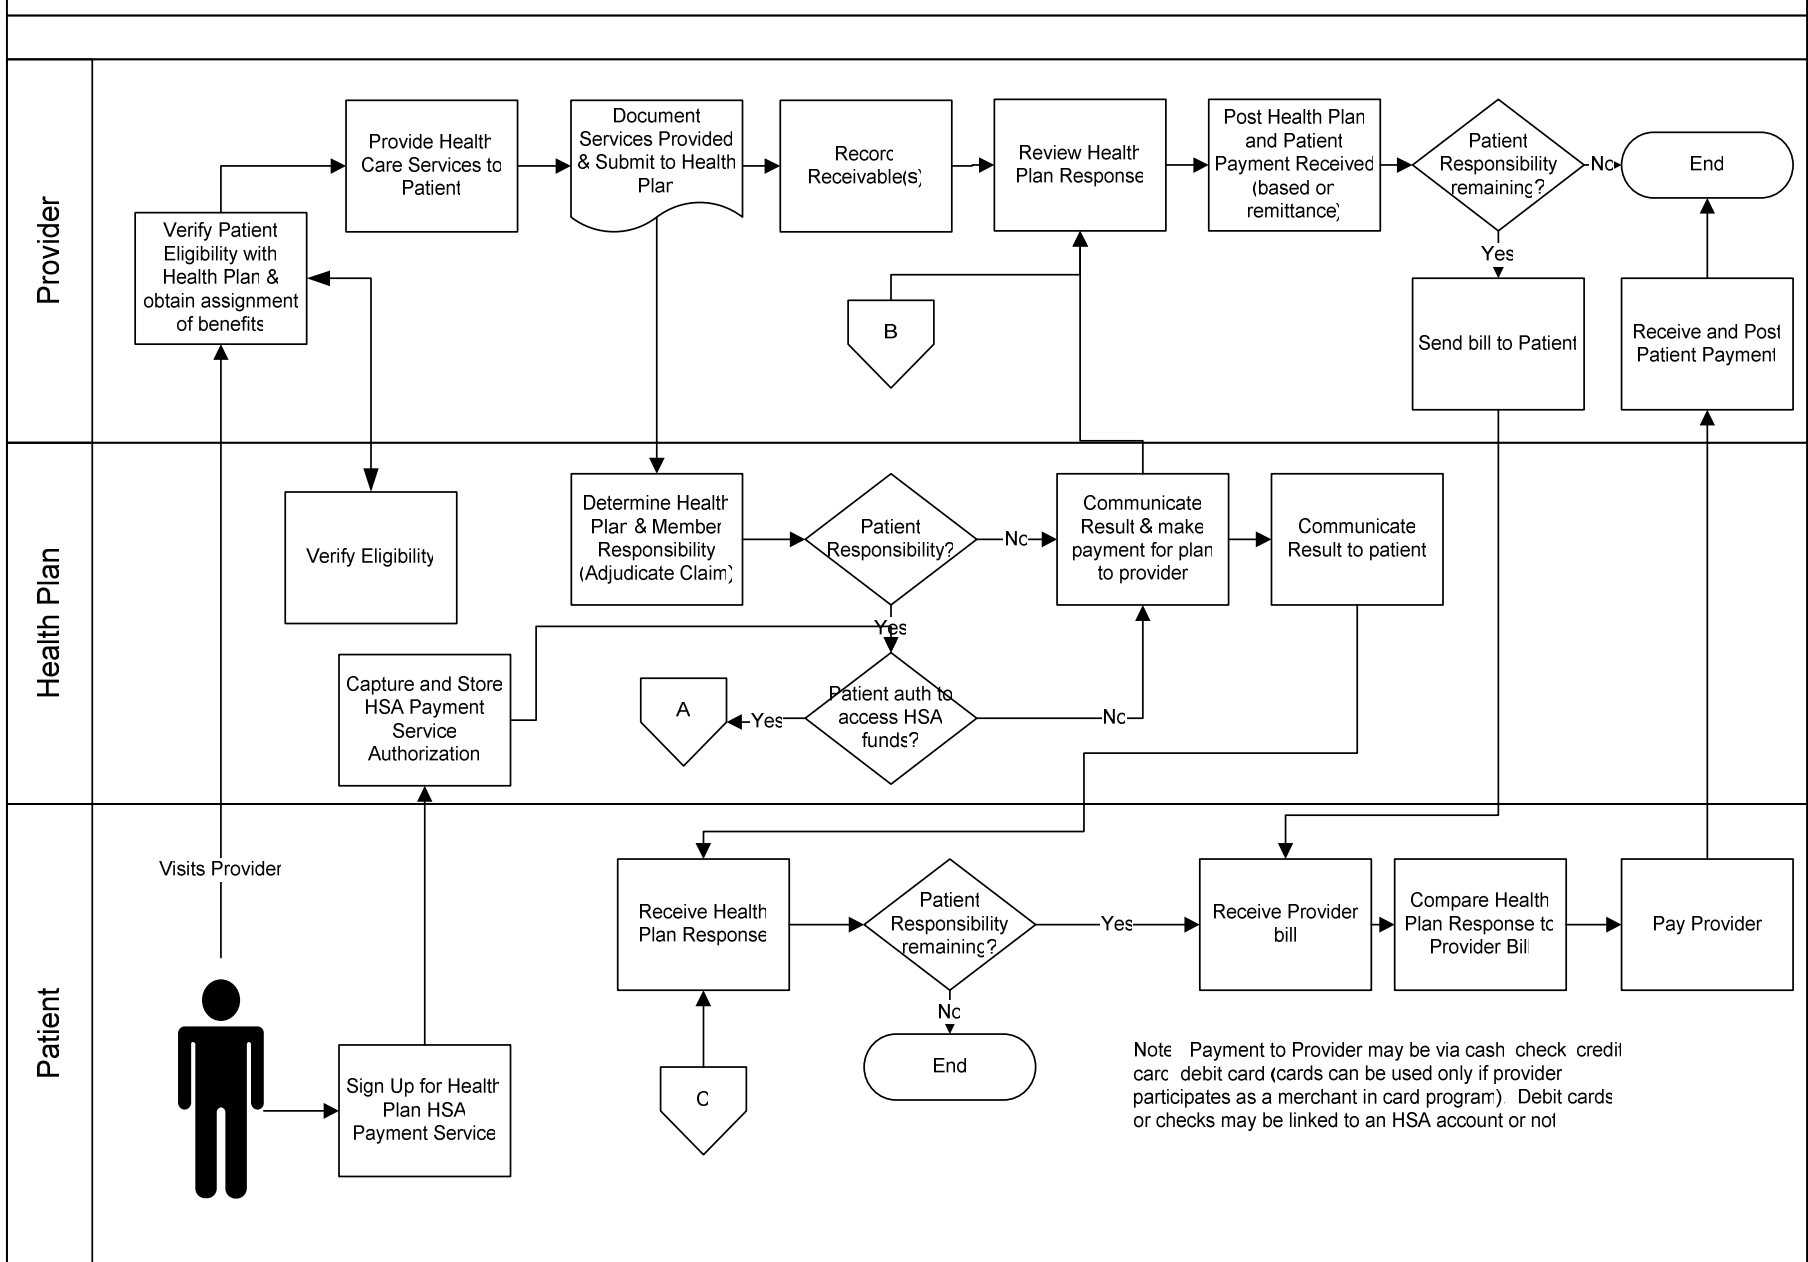 Provider
Provide Health
Care Services to
Patient
Document
Services Provided
& Submit to Health
Plan
Record
Receivable(s)
Review Health
Plan Response
Post Health Plan
and Patient
Payment Received
(based on
remittance)
Patient
Responsibility
remaining?
No
End
Yes
Verify Patient
Eligibility with
Health Plan &
obtain assignment
of benefits
B
Send bill to Patient
Receive and Post
Patient Payment
Health Plan
Verify Eligibility
Determine Health
Plan & Member
Responsibility
(Adjudicate Claim)
Patient
Responsibility?
No
Communicate
Result & make
payment for plan
to provider
Communicate
Result to patient
Yes
Capture and Store
HSA Payment
Service
Authorization
A
Yes
Patient auth to
access HSA
funds?
No
Patient
Visits Provider
Receive Health
Plan Response
Patient
Responsibility
remaining?
Yes
Receive Provider
bill
Compare Health
Plan Response to
Provider Bill
Pay Provider
No
End
Sign Up for Health
Plan HSA
Payment Service
C
Note Payment to Provider may be via cash check credit
card debit card (cards can be used only if provider
participates as a merchant in card program) Debit cards
or checks may be linked to an HSA account or not